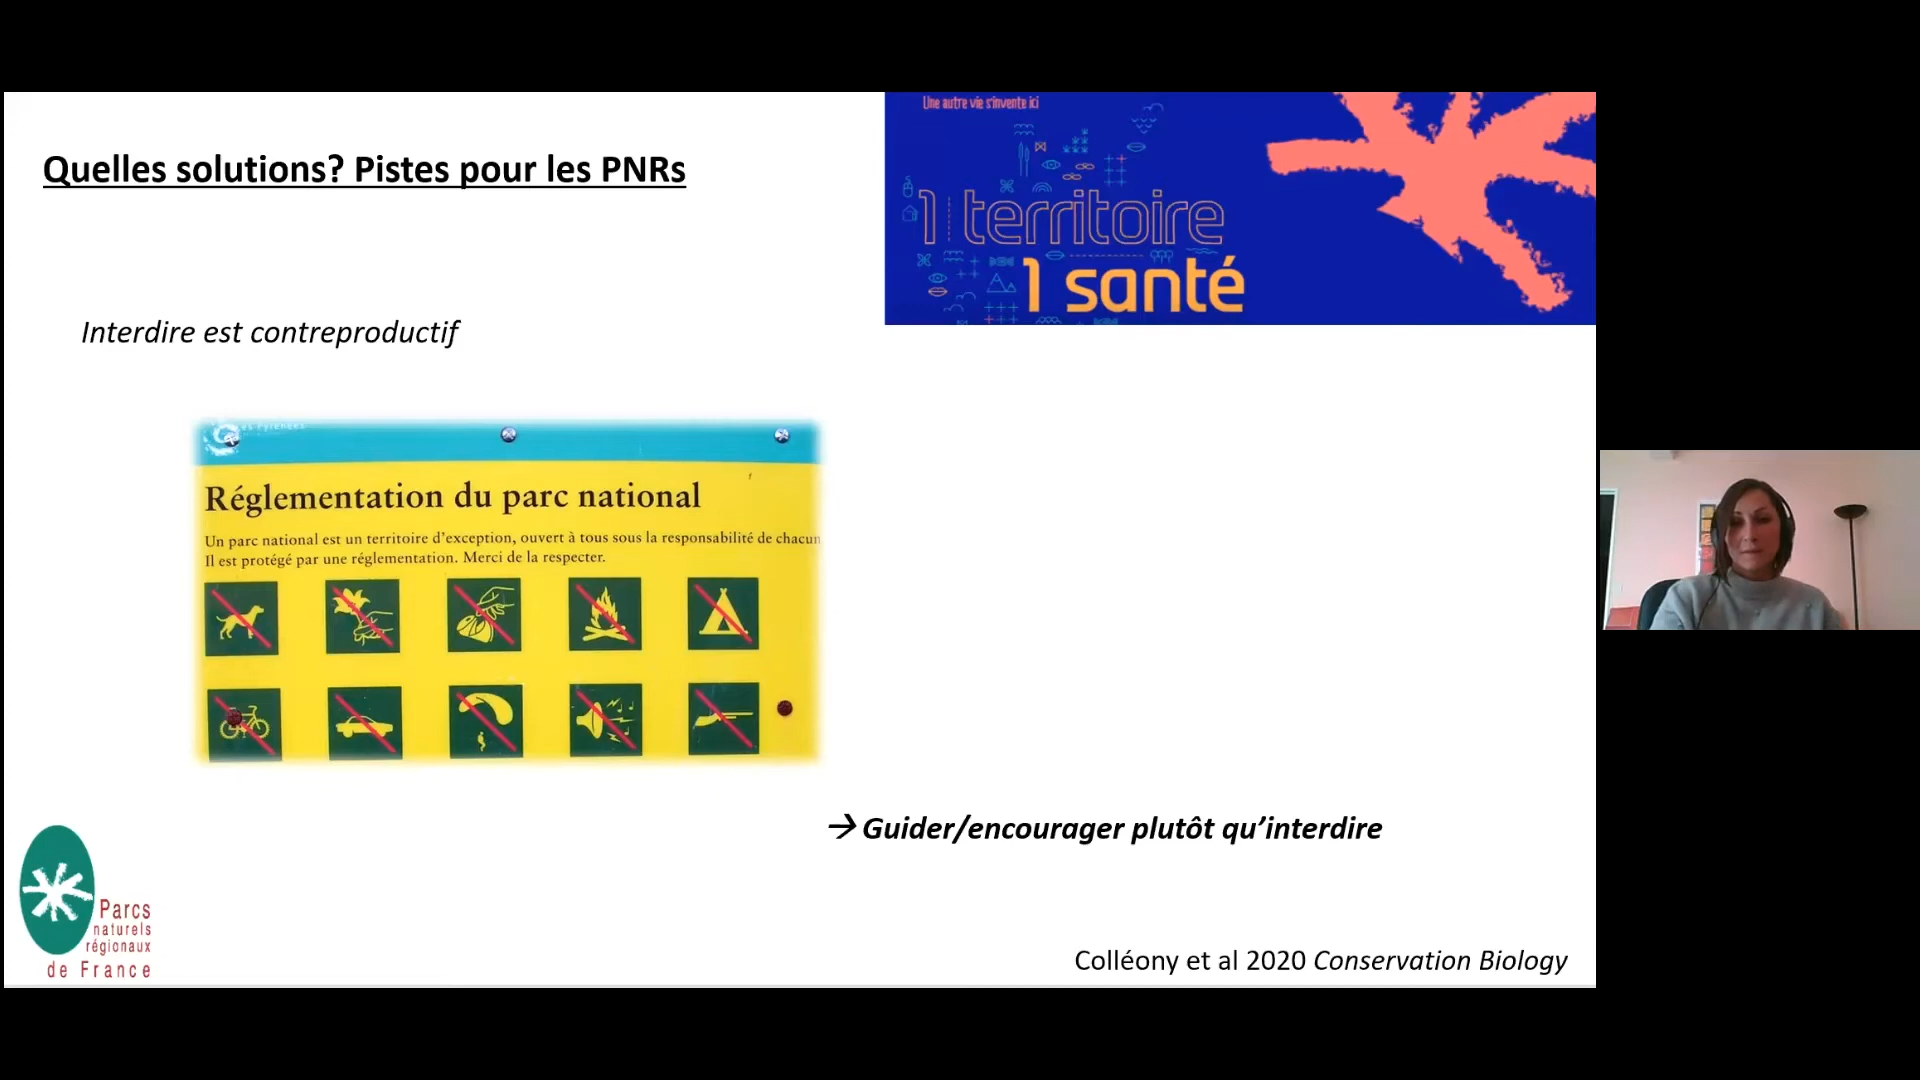 Quelles solutions? Pistes pour les PNRs
Une autre vie s'invente ici
1 territoire
1 santé
Interdire est contreproductif
es Pyrénées
Réglementation du parc national
Un parc national est un territoire d'exception, ouvert à tous sous la responsabilité de chacun
Il est protégé par une réglementation. Merci de la respecter.
→ Guider/encourager plutôt qu'interdire
Parcs
naturels
régionaux
de France
Colléony et al 2020 Conservation Biology